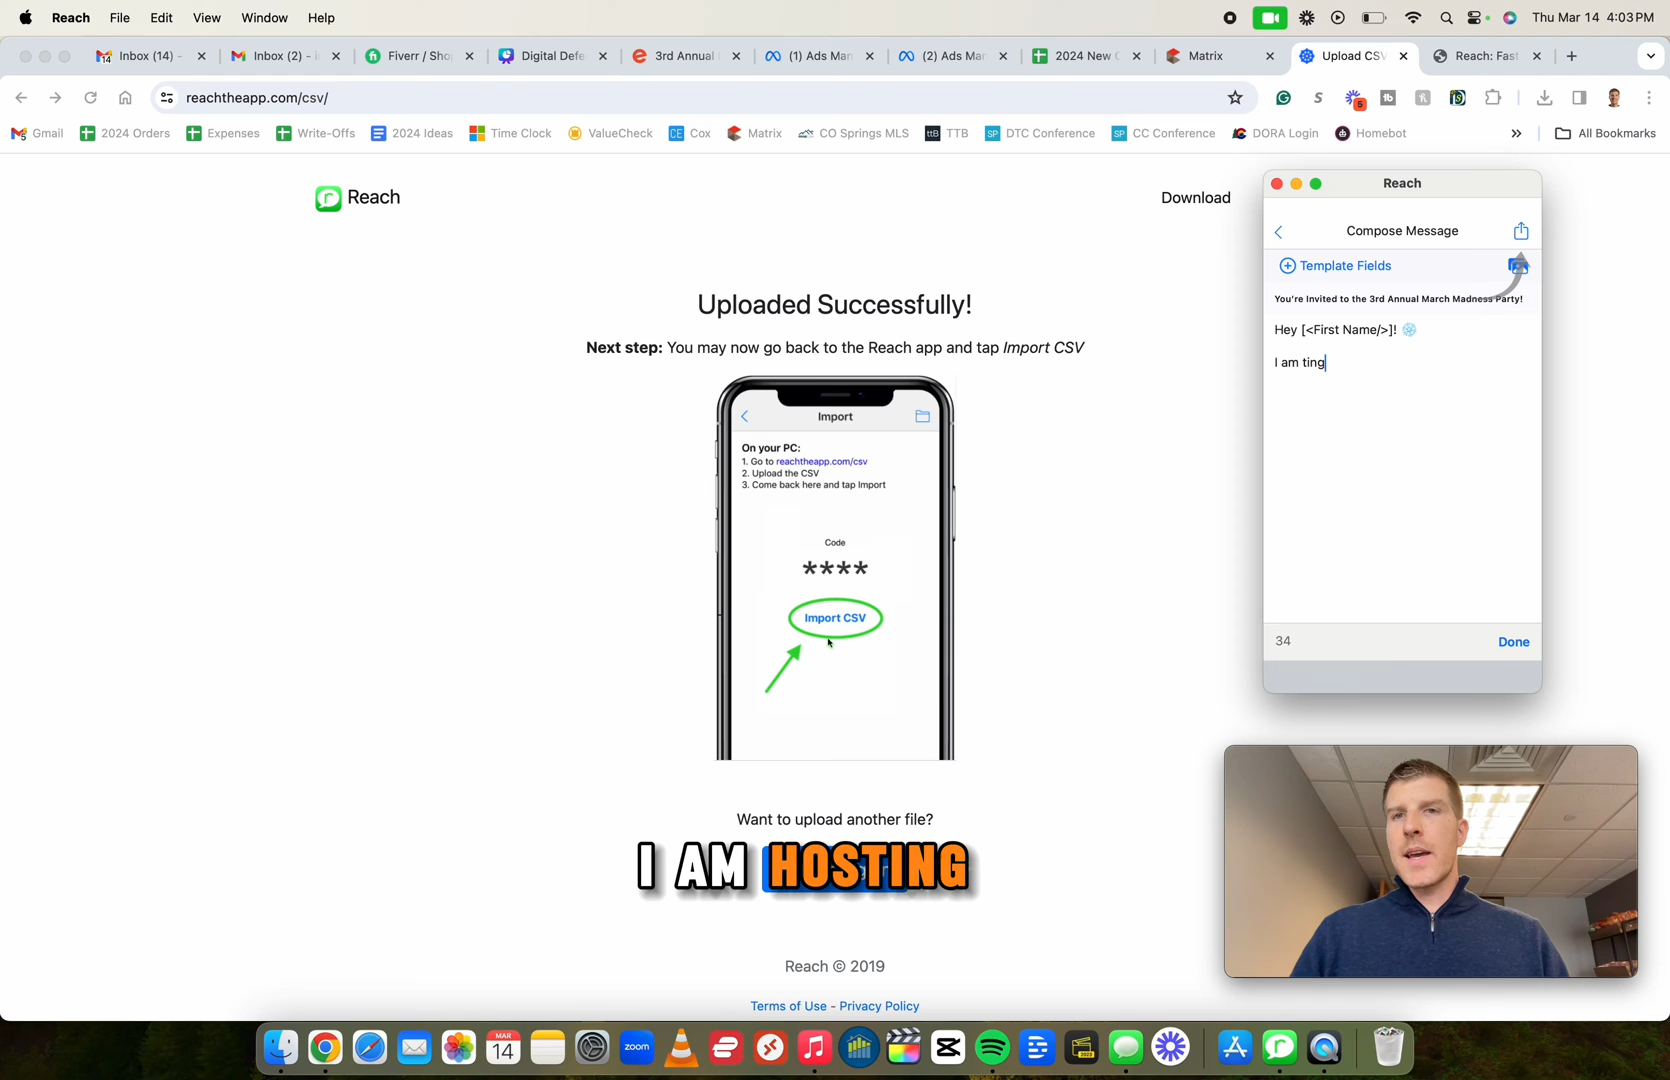 Reach File Edit View Window Help Thu Mar 14 4:03 PM
Inbox (14) - Inbox (2) - i Fiverr / Sho Digital Defe 3rd Annual (1) Ads Man (2) Ads Man 2024 New C Matrix Upload CSV Reach: Fast
reachtheapp.com/csv/
Gmail 2024 Orders Expenses Write-Offs 2024 Ideas Time Clock ValueCheck Cox Matrix CO Springs MLS TTB DTC Conference CC Conference DORA Login Homebot » All Bookmarks
Reach
Download
Uploaded Successfully!
Next step: You may now go back to the Reach app and tap Import CSV
Import
On your PC:
1. Go to reachtheapp.com/csv
2. Upload the CSV
3. Come back here and tap Import
Code
****
Import CSV
Want to upload another file?
I AM HOSTING
Reach © 2019
Terms of Use - Privacy Policy
Reach
Compose Message
Template Fields
You're Invited to the 3rd Annual March Madness Party!
Hey [<First Name/>]!
I am ting
34 Done
MAR
14
zoom